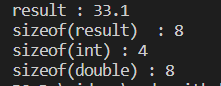 result : 33.1
sizeof(result)  : 8
sizeof(int) : 4
sizeof(double) : 8